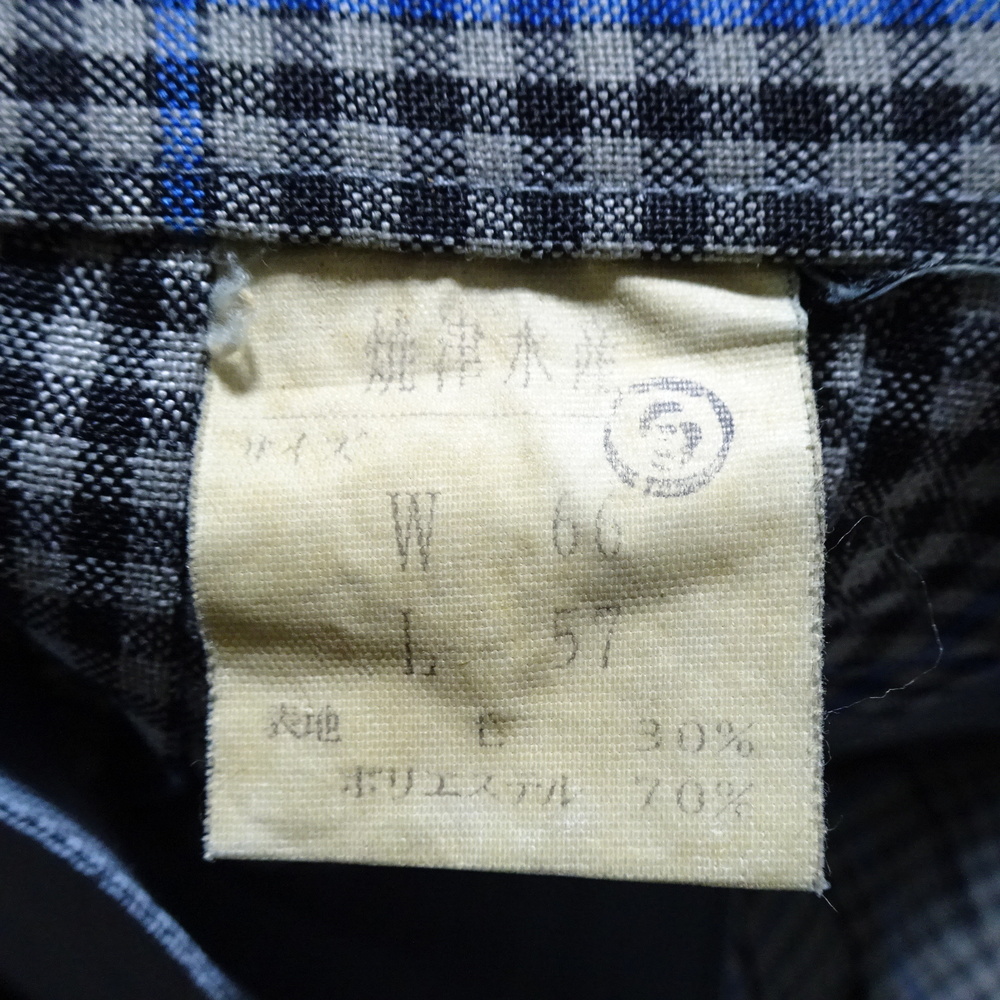 焼津水産
サイズ
W 66
L 57
表地 毛 30%
ポリエステル 70%